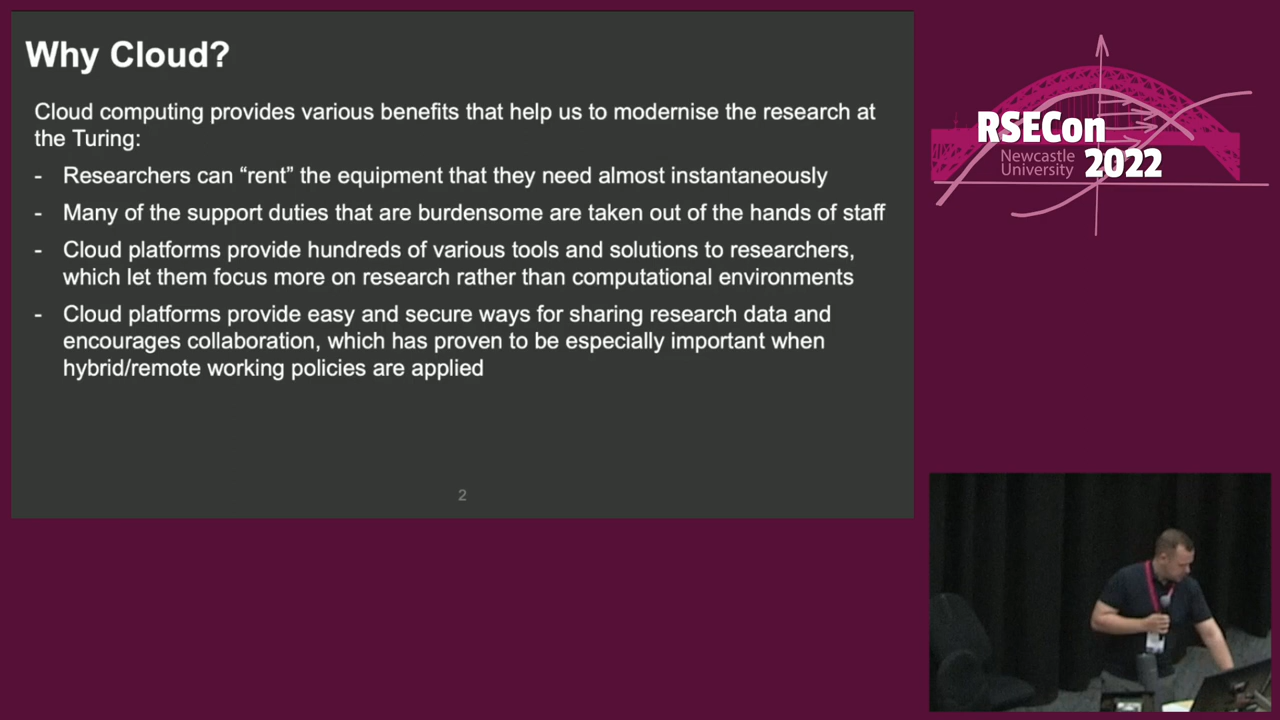 Why Cloud?
Cloud computing provides various benefits that help us to modernise the research at
the Turing:
- Researchers can “rent” the equipment that they need almost instantaneously
- Many of the support duties that are burdensome are taken out of the hands of staff
- Cloud platforms provide hundreds of various tools and solutions to researchers,
which let them focus more on research rather than computational environments
- Cloud platforms provide easy and secure ways for sharing research data and
encourages collaboration, which has proven to be especially important when
hybrid/remote working policies are applied
2
RSECon
Newcastle
University
2022